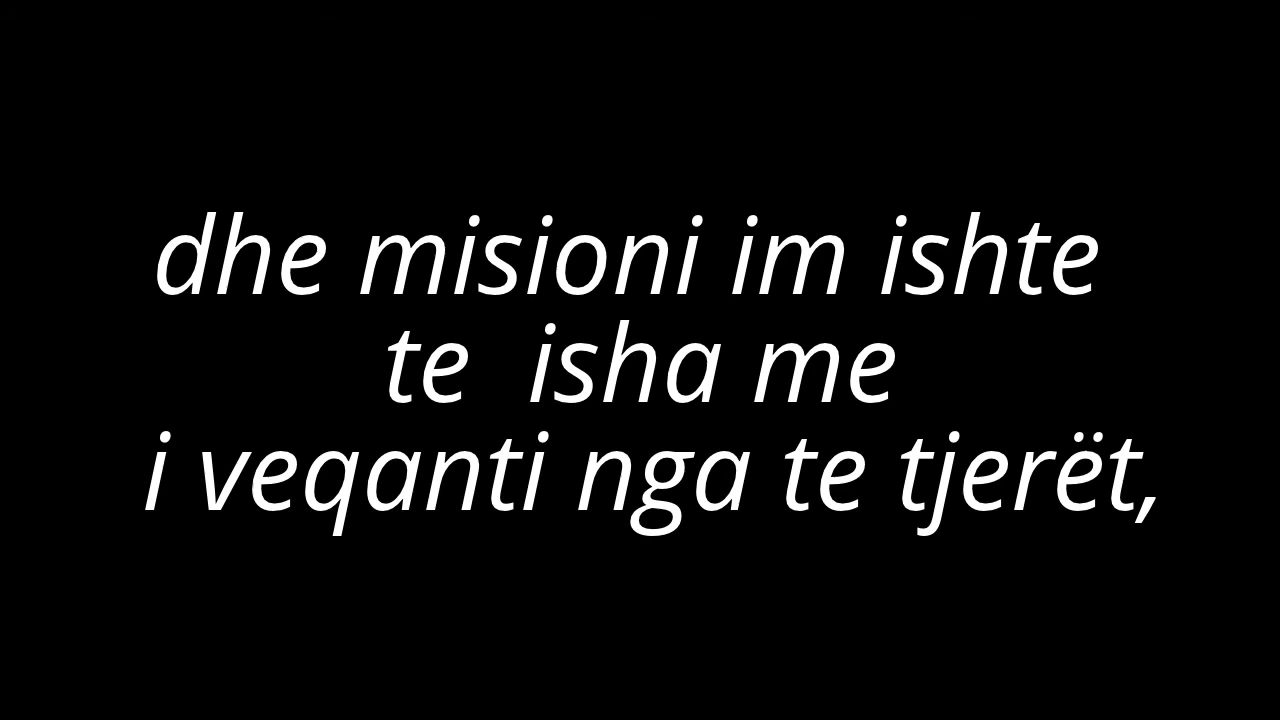 dhe misioni im ishte
te  isha me
i veqanti nga te tjerët,